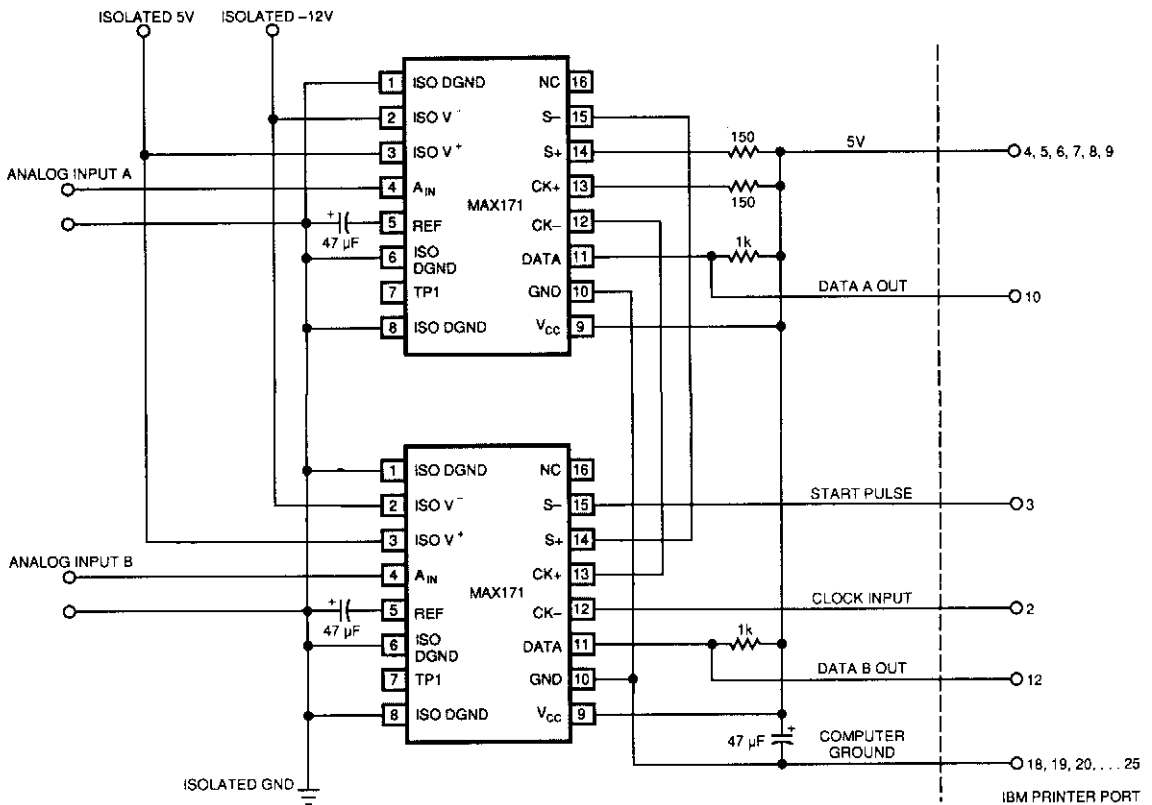 ISOLATED 5V
ISOLATED –12V
1 ISO DGND
NC 16
2 ISO V⁻
S– 15
3 ISO V⁺
S+ 14
150
5V
4, 5, 6, 7, 8, 9
ANALOG INPUT A
4 A_IN
CK+ 13
150
MAX171
+
47 µF
5 REF
CK– 12
6 ISO DGND
DATA 11
1k
7 TP1
GND 10
DATA A OUT
10
8 ISO DGND
V_CC 9
1 ISO DGND
NC 16
2 ISO V⁻
S– 15
START PULSE
3
3 ISO V⁺
S+ 14
ANALOG INPUT B
4 A_IN
CK+ 13
MAX171
+
47 µF
5 REF
CK– 12
CLOCK INPUT
2
6 ISO DGND
DATA 11
1k
7 TP1
GND 10
DATA B OUT
12
8 ISO DGND
V_CC 9
47 µF
+
COMPUTER GROUND
18, 19, 20, . . . 25
ISOLATED GND
IBM PRINTER PORT